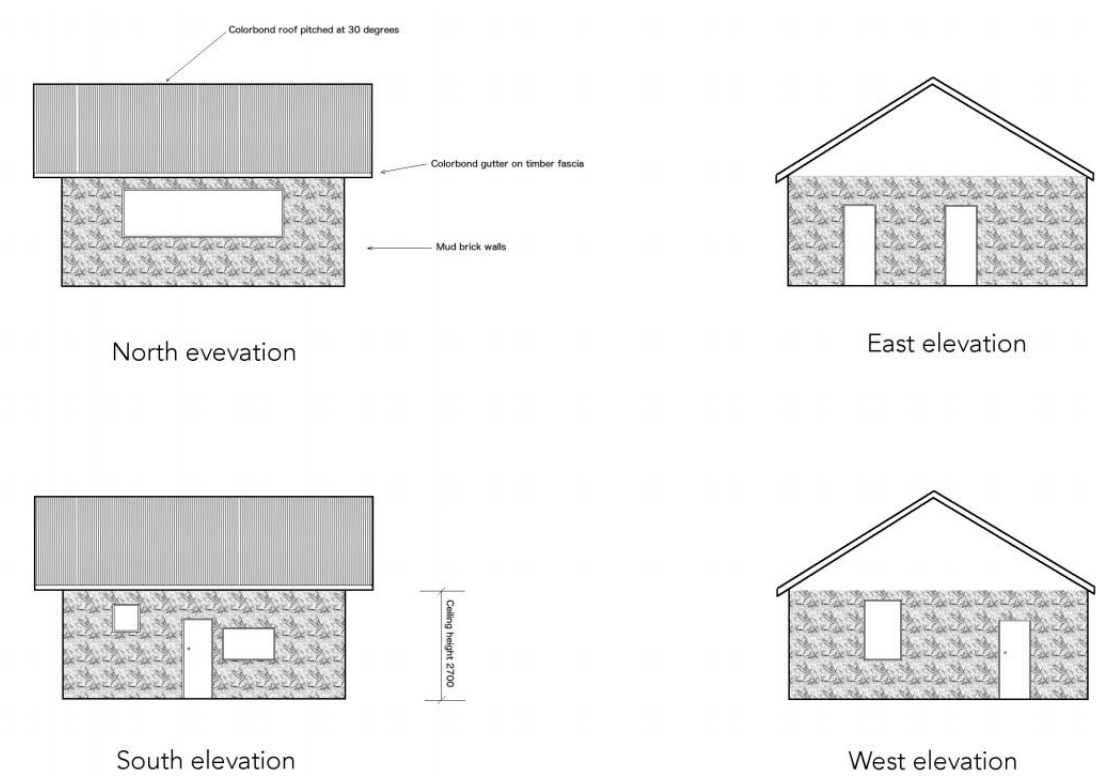 Colorbond roof pitched at 30 degrees
Colorbond gutter on timber fascia
Mud brick walls
North evevation
East elevation
Ceiling height 2700
South elevation
West elevation